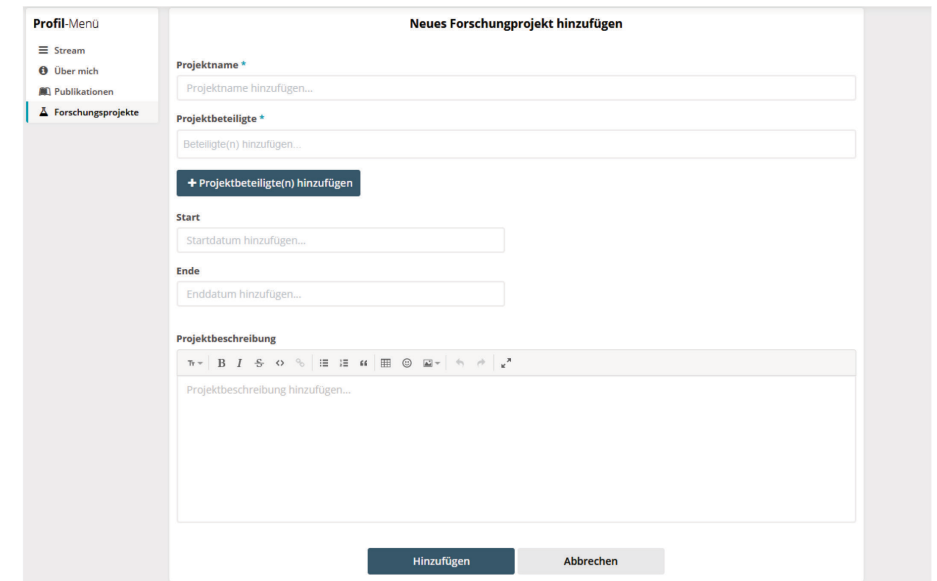 Profil-Menü
Stream
Über mich
Publikationen
Forschungsprojekte
Neues Forschungprojekt hinzufügen
Projektname *
Projektname hinzufügen...
Projektbeteiligte *
Beteiligte(n) hinzufügen...
+ Projektbeteiligte(n) hinzufügen
Start
Startdatum hinzufügen...
Ende
Enddatum hinzufügen...
Projektbeschreibung
Projektbeschreibung hinzufügen...
Hinzufügen Abbrechen